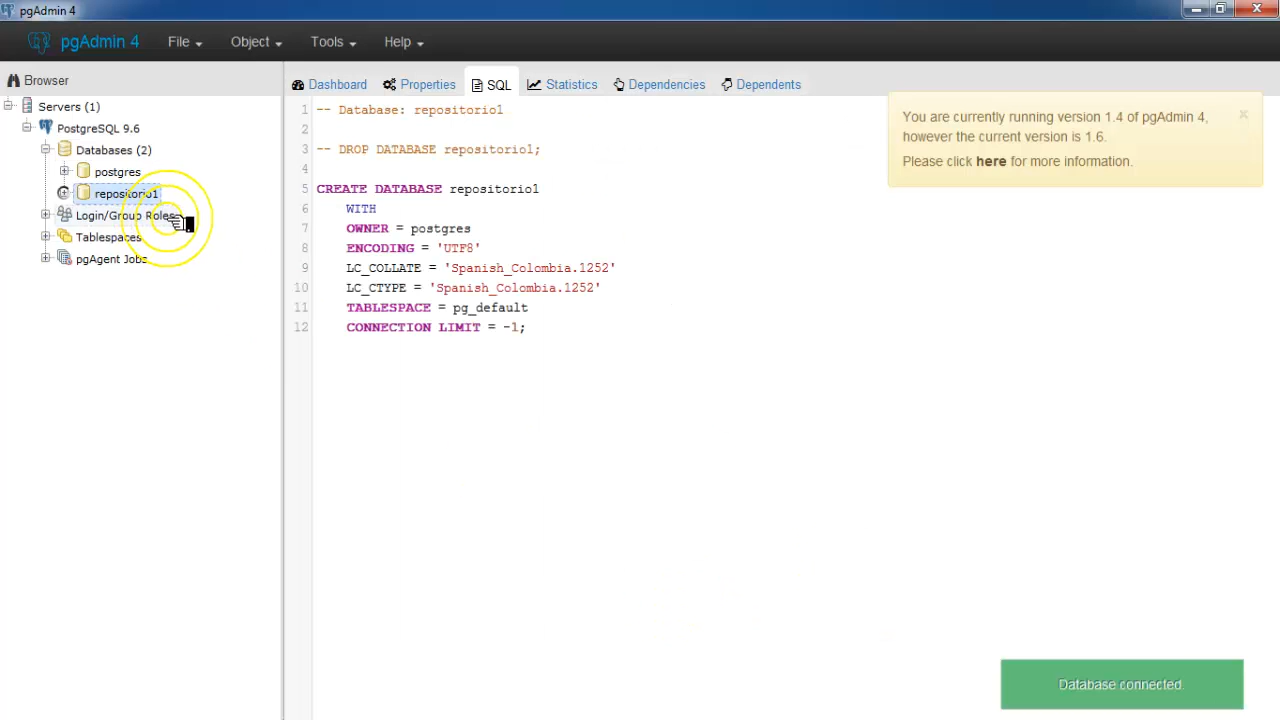 pgAdmin 4
pgAdmin 4
File
Object
Tools
Help
Browser
Servers (1)
PostgreSQL 9.6
Databases (2)
postgres
repositorio1
Login/Group Roles
Tablespaces
pgAgent Jobs
Dashboard
Properties
SQL
Statistics
Dependencies
Dependents
1 -- Database: repositorio1
2
3 -- DROP DATABASE repositorio1;
4
5 CREATE DATABASE repositorio1
6 WITH
7 OWNER = postgres
8 ENCODING = 'UTF8'
9 LC_COLLATE = 'Spanish_Colombia.1252'
10 LC_CTYPE = 'Spanish_Colombia.1252'
11 TABLESPACE = pg_default
12 CONNECTION LIMIT = -1;
You are currently running version 1.4 of pgAdmin 4,
however the current version is 1.6.
Please click here for more information.
Database connected.